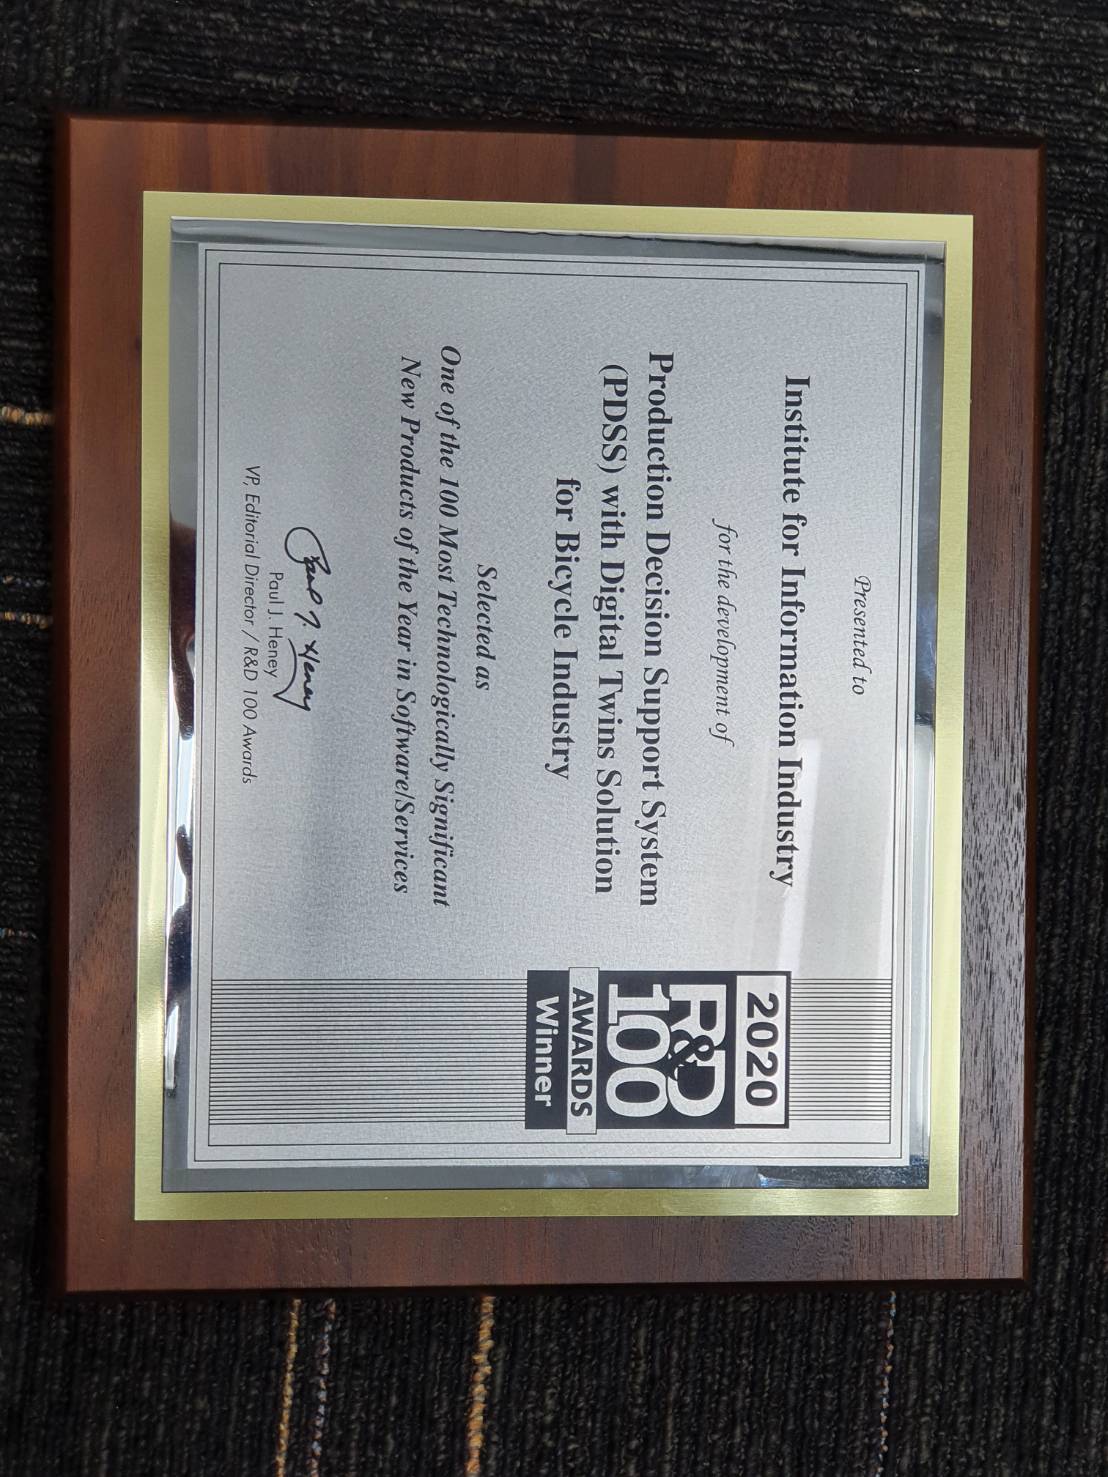 Presented to
Institute for Information Industry
for the development of
Production Decision Support System
(PDSS) with Digital Twins Solution
for Bicycle Industry
Selected as
One of the 100 Most Technologically Significant
New Products of the Year in Software/Services
Paul J. Heney
Paul J. Heney
VP, Editorial Director / R&D 100 Awards
2020
R&D
100
AWARDS
Winner